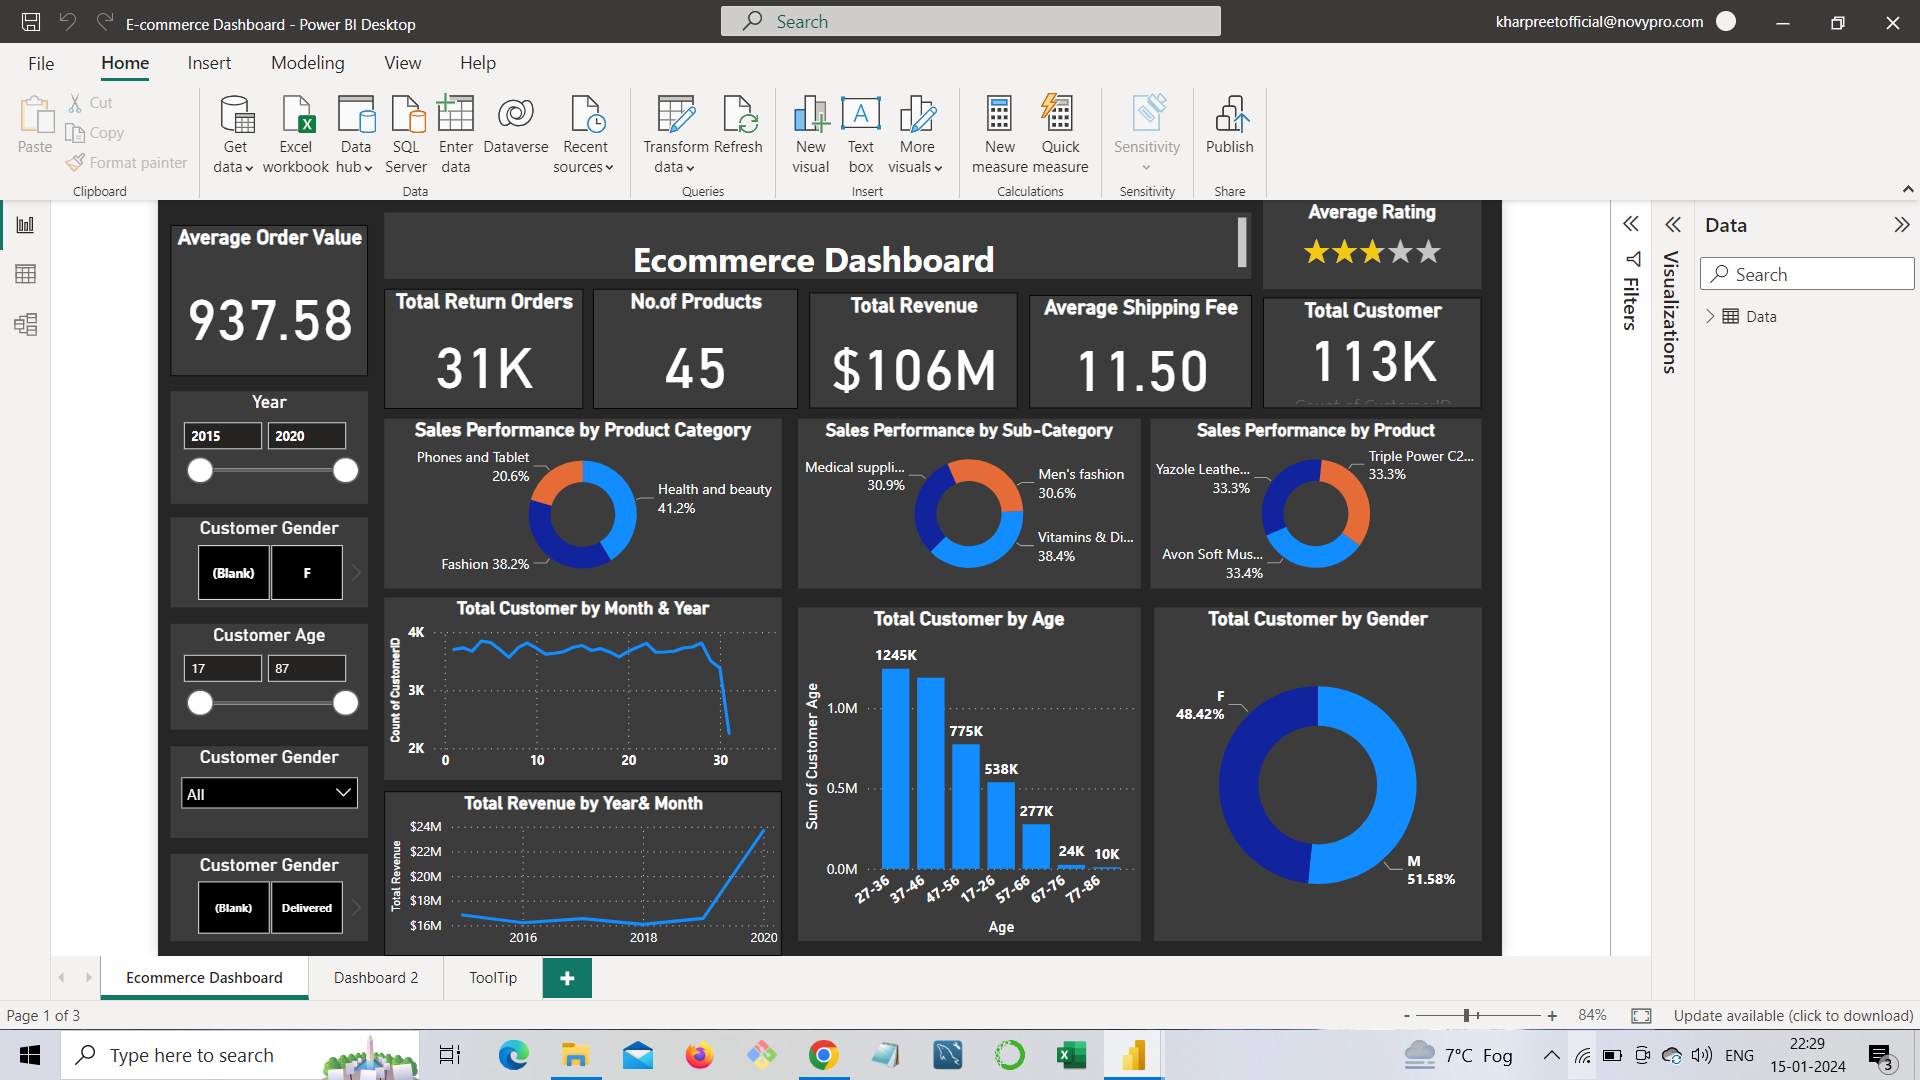 E-commerce Dashboard - Power BI Desktop
Search
kharpreetofficial@novypro.com
File
Home
Insert
Modeling
View
Help
Paste
Cut
Copy
Format painter
Clipboard
Get data
Excel workbook
Data hub
SQL Server
Enter data
Dataverse
Recent sources
Data
Transform data
Refresh
Queries
New visual
Text box
More visuals
Insert
New measure
Quick measure
Calculations
Sensitivity
Sensitivity
Publish
Share
Average Order Value
937.58
Ecommerce Dashboard
Average Rating
Total Return Orders
31K
No.of Products
45
Total Revenue
$106M
Average Shipping Fee
11.50
Total Customer
113K
Count of CustomerID
Year
2015
2020
Customer Gender
(Blank)
F
Customer Age
17
87
Customer Gender
All
Customer Gender
(Blank)
Delivered
Sales Performance by Product Category
Phones and Tablet
20.6%
Health and beauty
41.2%
Fashion 38.2%
Sales Performance by Sub-Category
Medical suppli...
30.9%
Men's fashion
30.6%
Vitamins & Di...
38.4%
Sales Performance by Product
Yazole Leathe...
33.3%
Triple Power C2...
33.3%
Avon Soft Mus...
33.4%
Total Customer by Month & Year
Count of CustomerID
4K
3K
2K
0
10
20
30
Total Revenue by Year& Month
Total Revenue
$24M
$22M
$20M
$18M
$16M
2016
2018
2020
Total Customer by Age
Sum of Customer Age
1.0M
0.5M
0.0M
1245K
775K
538K
277K
24K
10K
27-36
37-46
47-56
17-26
57-66
67-76
77-86
Age
Total Customer by Gender
F
48.42%
M
51.58%
Filters
Visualizations
Data
Search
Data
Ecommerce Dashboard
Dashboard 2
ToolTip
+
Page 1 of 3
-
+
84%
Update available (click to download)
Type here to search
7°C Fog
ENG
22:29
15-01-2024
3